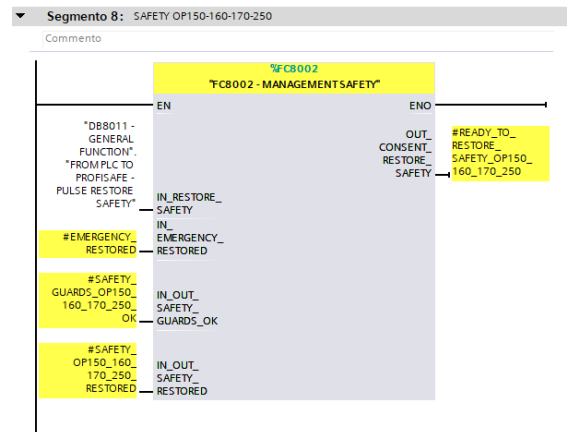 Segmento 8: SAFETY OP150-160-170-250
Commento
%FC8002
"FC8002 - MANAGEMENT SAFETY"
EN
ENO
"DB8011 -
GENERAL
FUNCTION".
"FROM PLC TO
PROFISAFE -
PULSE RESTORE
SAFETY"
IN_RESTORE_
SAFETY
OUT_
CONSENT_
RESTORE_
SAFETY
#READY_TO_
RESTORE_
SAFETY_OP150_
160_170_250
#EMERGENCY_
RESTORED
IN_
EMERGENCY_
RESTORED
#SAFETY_
GUARDS_OP150_
160_170_250_
OK
IN_OUT_
SAFETY_
GUARDS_OK
#SAFETY_
OP150_160_
170_250_
RESTORED
IN_OUT_
SAFETY_
RESTORED